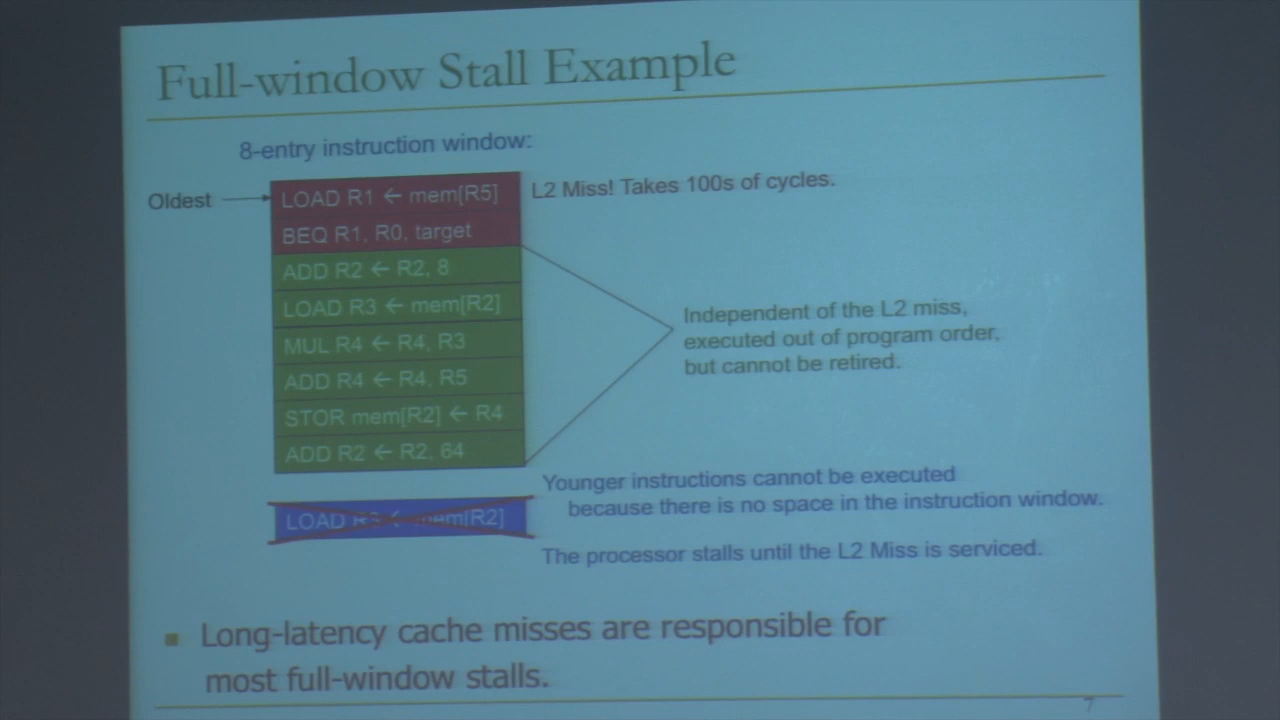 Full-window Stall Example
8-entry instruction window:
Oldest
LOAD R1 ← mem[R5]
L2 Miss! Takes 100s of cycles.
BEQ R1, R0, target
ADD R2 ← R2, 8
LOAD R3 ← mem[R2]
MUL R4 ← R4, R3
ADD R4 ← R4, R5
STOR mem[R2] ← R4
ADD R2 ← R2, 64
Independent of the L2 miss,
executed out of program order,
but cannot be retired.
LOAD R3 ← mem[R2]
Younger instructions cannot be executed
because there is no space in the instruction window.
The processor stalls until the L2 Miss is serviced.
Long-latency cache misses are responsible for
most full-window stalls.
7